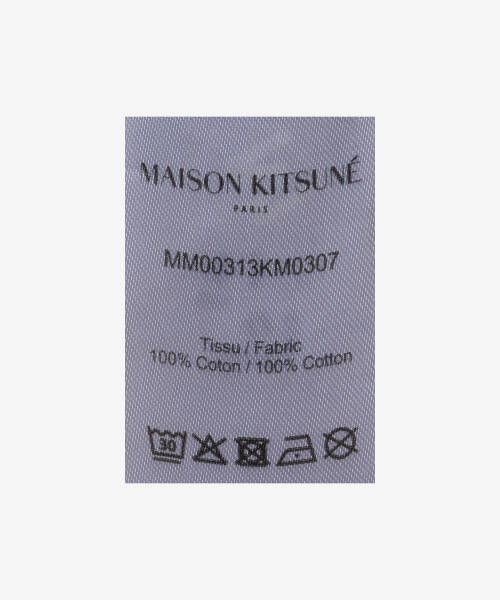 MAISON KITSUNÉ
PARIS
MM00313KM0307
Tissu / Fabric
100% Coton / 100% Cotton
30